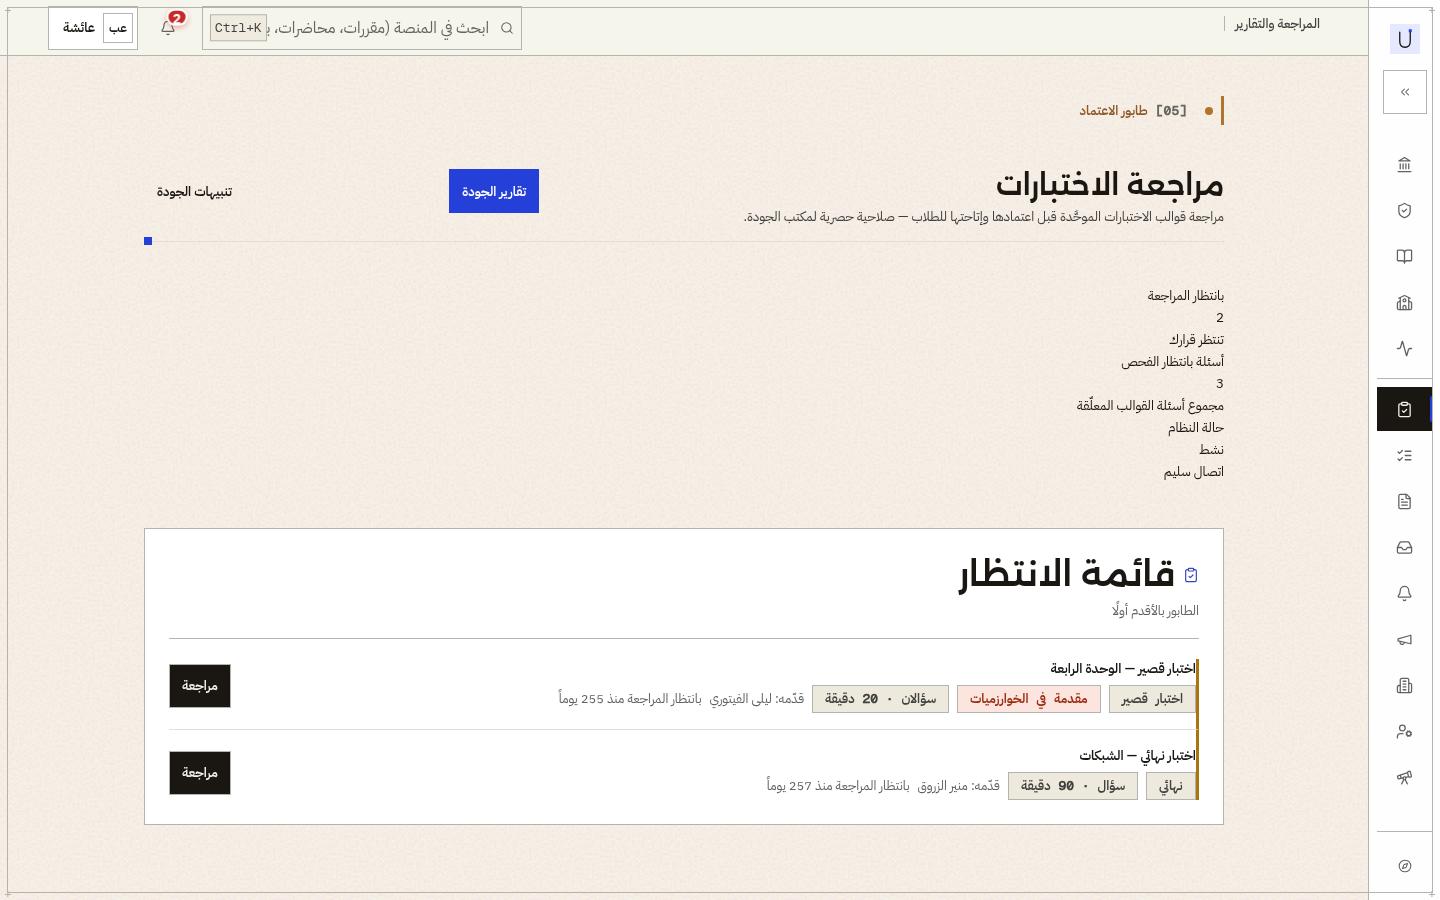 المراجعة والتقارير
ابحث في المنصة (مقررات، محاضرات، ب
Ctrl+K
2
عب
عائشة
[05] طابور الاعتماد
مراجعة الاختبارات
مراجعة قوالب الاختبارات الموحَّدة قبل اعتمادها وإتاحتها للطلاب — صلاحية حصرية لمكتب الجودة.
تقارير الجودة
تنبيهات الجودة
بانتظار المراجعة
2
تنتظر قرارك
أسئلة بانتظار الفحص
3
مجموع أسئلة القوالب المعلّقة
حالة النظام
نشط
اتصال سليم
قائمة الانتظار
الطابور بالأقدم أولًا
اختبار قصير — الوحدة الرابعة
اختبار قصير
مقدمة في الخوارزميات
سؤالان · 20 دقيقة
قدّمه: ليلى الفيتوري
بانتظار المراجعة منذ 255 يوماً
مراجعة
اختبار نهائي — الشبكات
نهائي
سؤال · 90 دقيقة
قدّمه: منير الزروق
بانتظار المراجعة منذ 257 يوماً
مراجعة